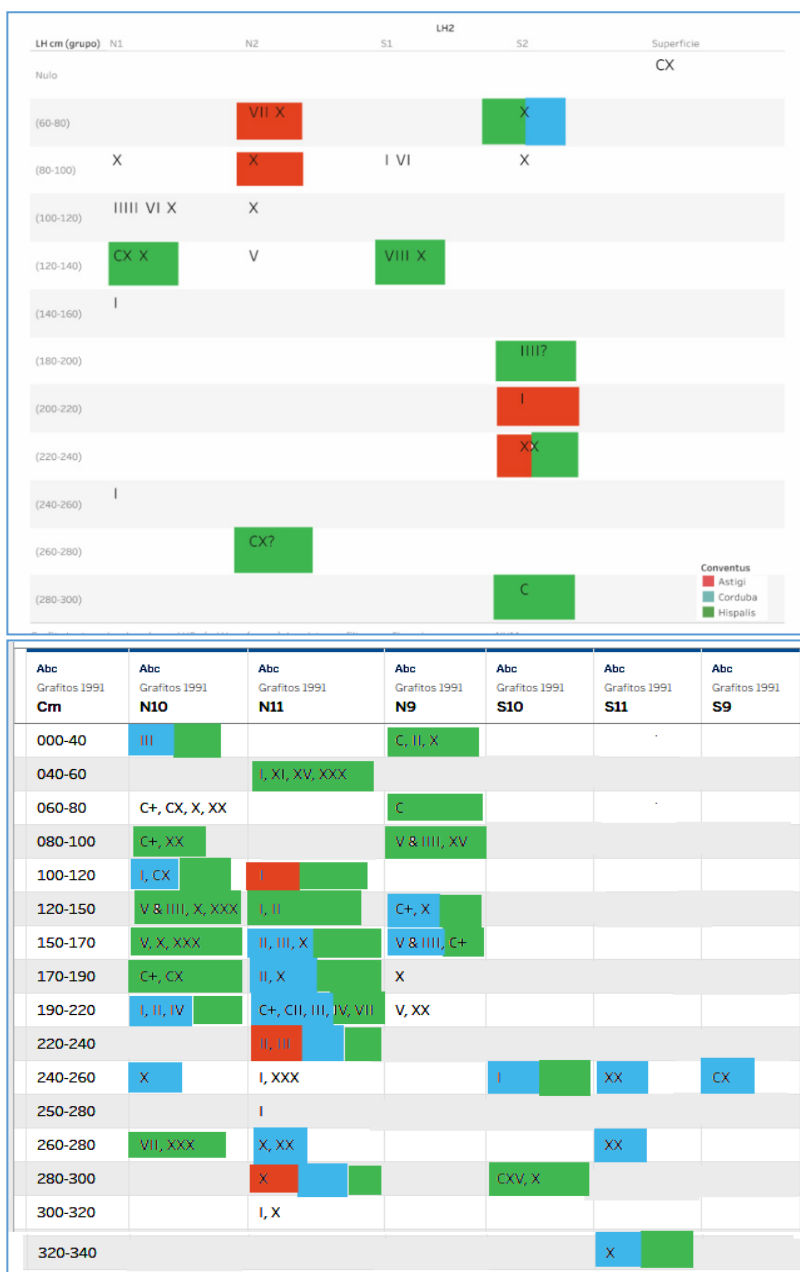 LH2
LH cm (grupo) N1 N2 S1 S2 Superficie
Nulo CX
(60-80) VII X X
(80-100) X X I VI X
(100-120) IIIII VI X X
(120-140) CX X V VIII X
(140-160) I
(180-200) IIII?
(200-220) I
(220-240) XX
(240-260) I
(260-280) CX?
(280-300) C
Conventus
Astigi
Corduba
Hispalis
Abc Abc Abc Abc Abc Abc Abc
Grafitos 1991 Grafitos 1991 Grafitos 1991 Grafitos 1991 Grafitos 1991 Grafitos 1991 Grafitos 1991
Cm N10 N11 N9 S10 S11 S9
000-40 III C, II, X
040-60 I, XI, XV, XXX
060-80 C+, CX, X, XX C
080-100 C+, XX V & IIII, XV
100-120 I, CX I
120-150 V & IIII, X, XXX I, II C+, X
150-170 V, X, XXX II, III, X V & IIII, C+
170-190 C+, CX II, X X
190-220 I, II, IV C+, CII, III, IV, VII V, XX
220-240 II, III
240-260 X I, XXX I XX CX
250-280 I
260-280 VII, XXX X, XX XX
280-300 X CXV, X
300-320 I, X
320-340 X